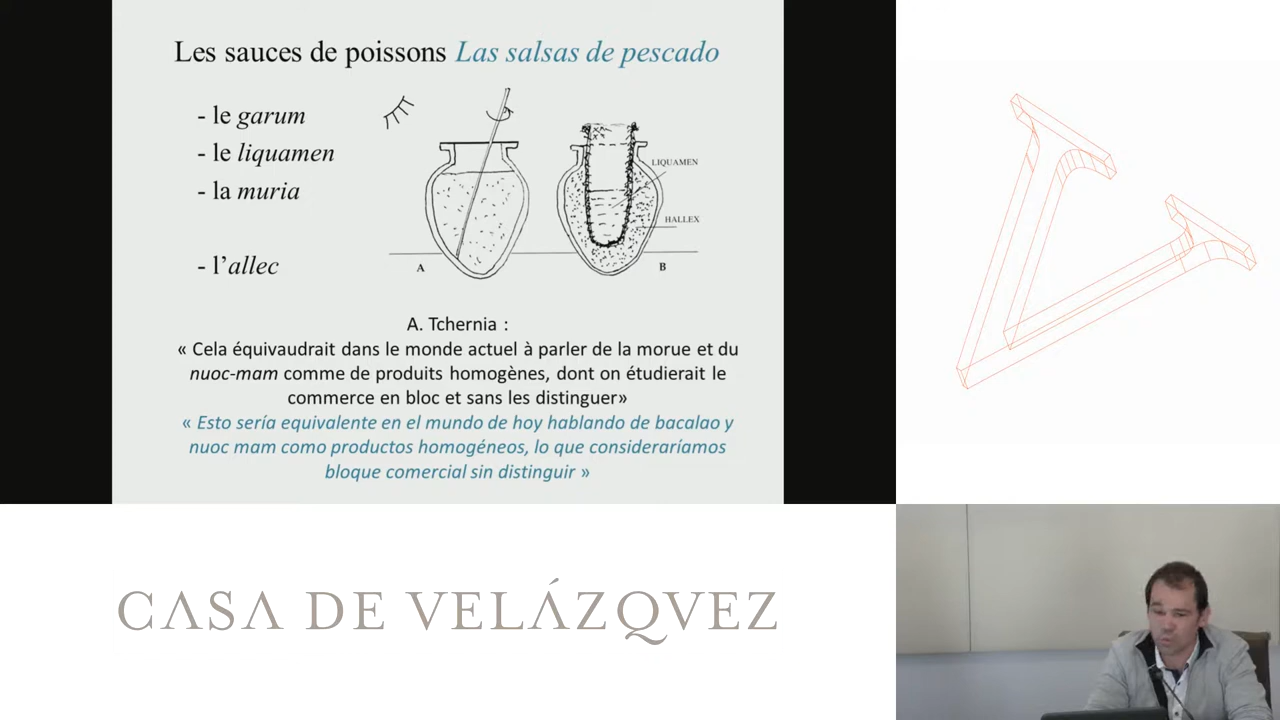 Les sauces de poissons Las salsas de pescado
- le garum
- le liquamen
- la muria
- l'allec
LIQUAMEN
HALLEX
A
B
A. Tchernia :
« Cela équivaudrait dans le monde actuel à parler de la morue et du
nuoc-mam comme de produits homogènes, dont on étudierait le
commerce en bloc et sans les distinguer»
« Esto sería equivalente en el mundo de hoy hablando de bacalao y
nuoc mam como productos homogéneos, lo que consideraríamos
bloque comercial sin distinguir »
CASA DE VELÁZQVEZ